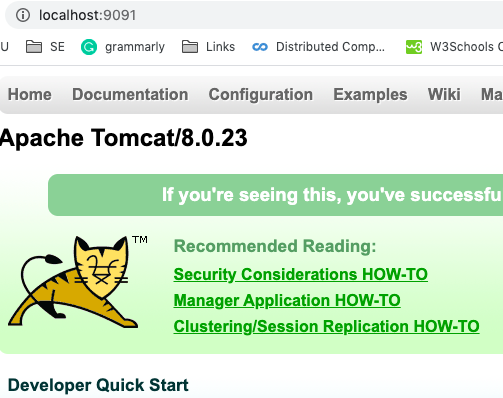 localhost:9091
U SE grammarly Links Distributed Comp... W3Schools
Home Documentation Configuration Examples Wiki
Apache Tomcat/8.0.23
If you're seeing this, you've
TM
Recommended Reading:
Security Considerations HOW-TO
Manager Application HOW-TO
Clustering/Session Replication HOW-TO
Developer Quick Start